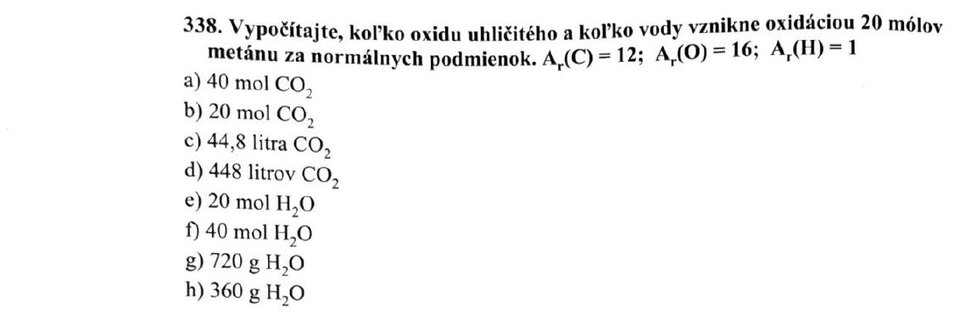 338. Vypočítajte, koľko oxidu uhličitého a koľko vody vznikne oxidáciou 20 mólov
metánu za normálnych podmienok. Aᵣ(C) = 12; Aᵣ(O) = 16; Aᵣ(H) = 1
a) 40 mol CO₂
b) 20 mol CO₂
c) 44,8 litra CO₂
d) 448 litrov CO₂
e) 20 mol H₂O
f) 40 mol H₂O
g) 720 g H₂O
h) 360 g H₂O